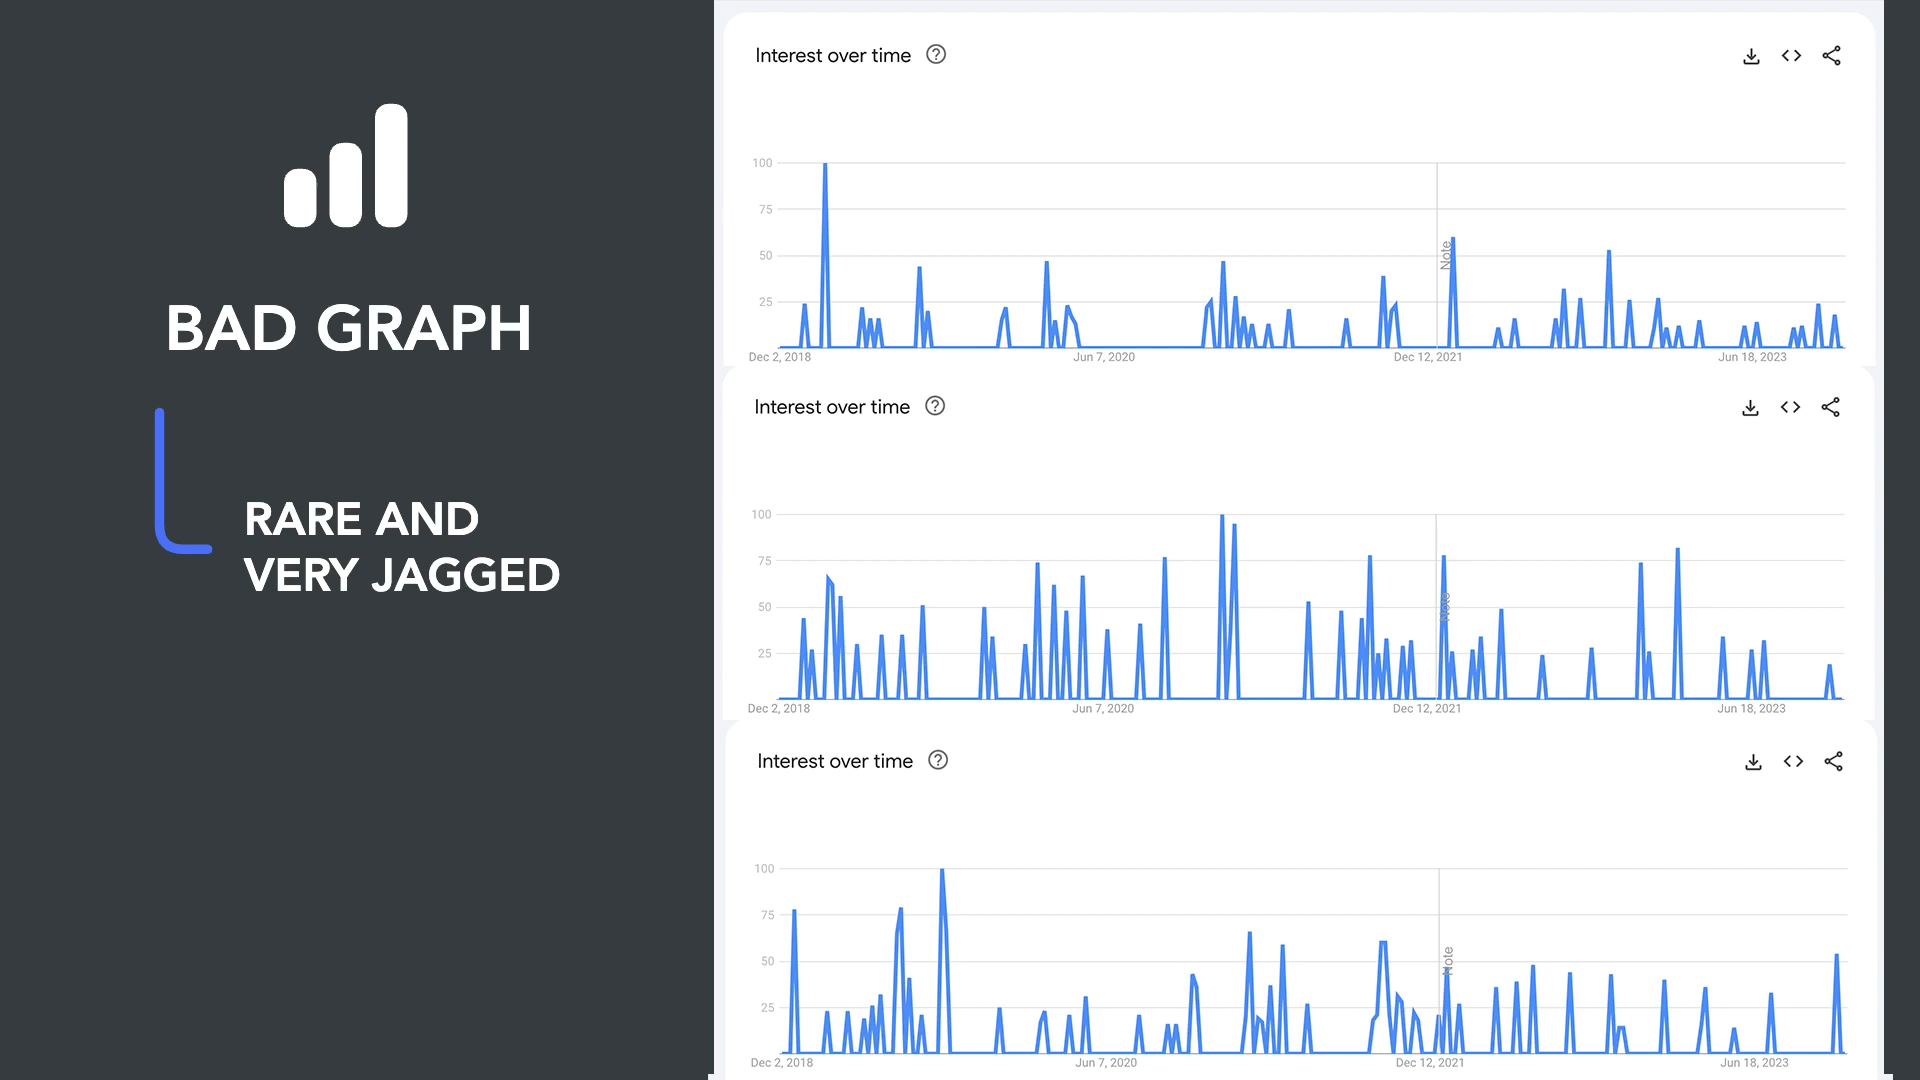 BAD GRAPH
RARE AND
VERY JAGGED
Interest over time
100
75
50
25
Note
Dec 2, 2018
Jun 7, 2020
Dec 12, 2021
Jun 18, 2023
Interest over time
100
75
50
25
Note
Dec 2, 2018
Jun 7, 2020
Dec 12, 2021
Jun 18, 2023
Interest over time
100
75
50
25
Note
Dec 2, 2018
Jun 7, 2020
Dec 12, 2021
Jun 18, 2023